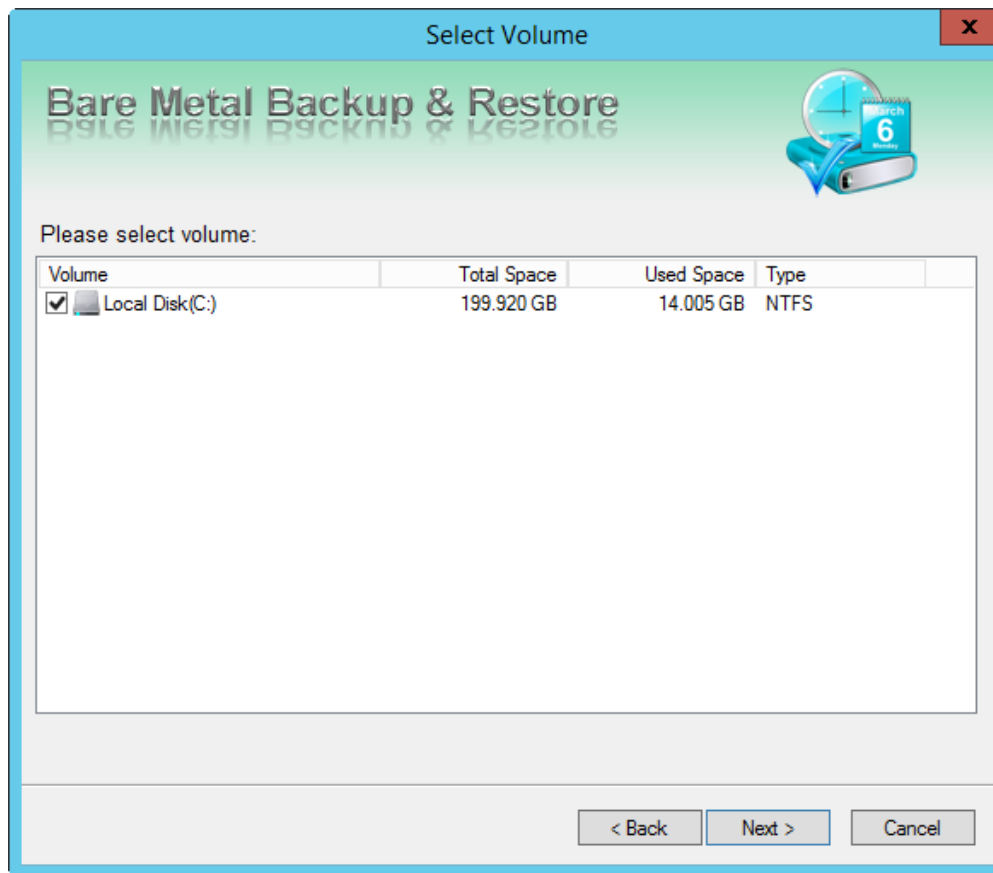 Select Volume
x
Bare Metal Backup & Restore
March
6
Monday
Please select volume:
Volume Total Space Used Space Type
Local Disk(C:) 199.920 GB 14.005 GB NTFS
< Back Next > Cancel